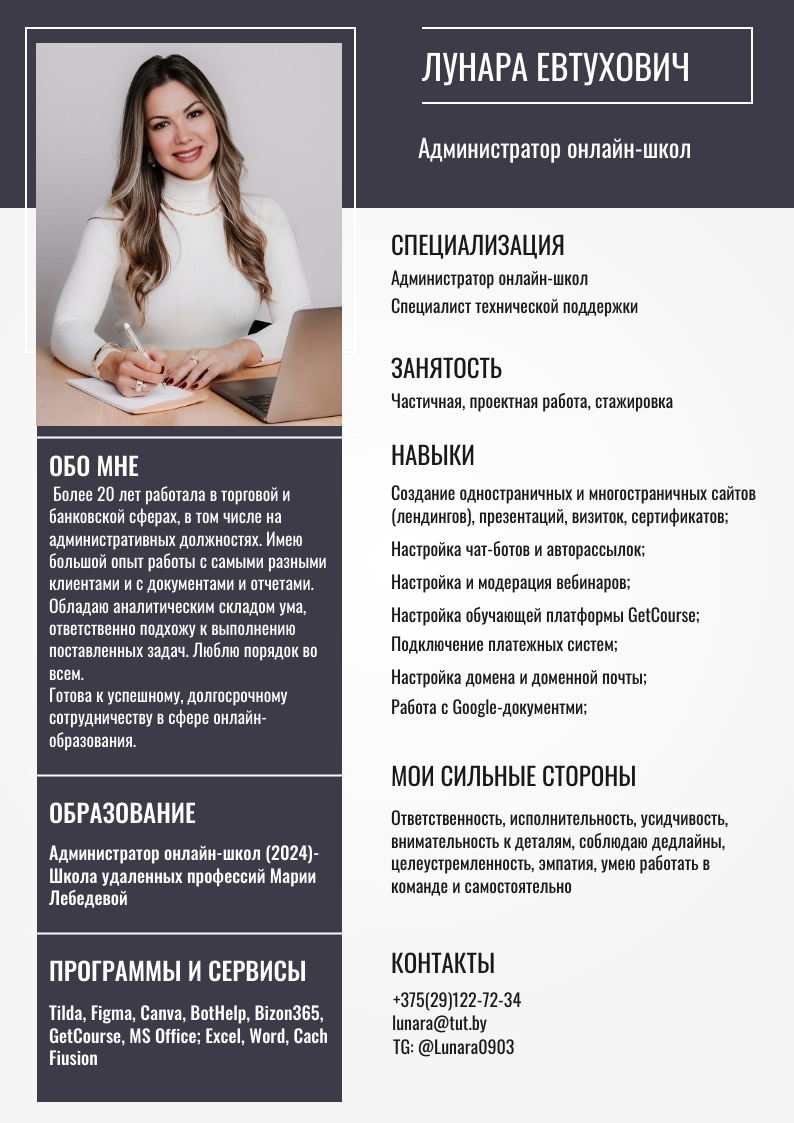 ЛУНАРА ЕВТУХОВИЧ
Администратор онлайн-школ
ОБО МНЕ
Более 20 лет работала в торговой и
банковской сферах, в том числе на
административных должностях. Имею
большой опыт работы с самыми разными
клиентами и с документами и отчетами.
Обладаю аналитическим складом ума,
ответственно подхожу к выполнению
поставленных задач. Люблю порядок во
всем.
Готова к успешному, долгосрочному
сотрудничеству в сфере онлайн-
образования.
ОБРАЗОВАНИЕ
Администратор онлайн-школ (2024)-
Школа удаленных профессий Марии
Лебедевой
ПРОГРАММЫ И СЕРВИСЫ
Tilda, Figma, Canva, BotHelp, Bizon365,
GetCourse, MS Office; Excel, Word, Cach
Fiusion
СПЕЦИАЛИЗАЦИЯ
Администратор онлайн-школ
Специалист технической поддержки
ЗАНЯТОСТЬ
Частичная, проектная работа, стажировка
НАВЫКИ
Создание одностраничных и многостраничных сайтов
(лендингов), презентаций, визиток, сертификатов;
Настройка чат-ботов и авторассылок;
Настройка и модерация вебинаров;
Настройка обучающей платформы GetCourse;
Подключение платежных систем;
Настройка домена и доменной почты;
Работа с Google-документми;
МОИ СИЛЬНЫЕ СТОРОНЫ
Ответственность, исполнительность, усидчивость,
внимательность к деталям, соблюдаю дедлайны,
целеустремленность, эмпатия, умею работать в
команде и самостоятельно
КОНТАКТЫ
+375(29)122-72-34
lunara@tut.by
TG: @Lunara0903